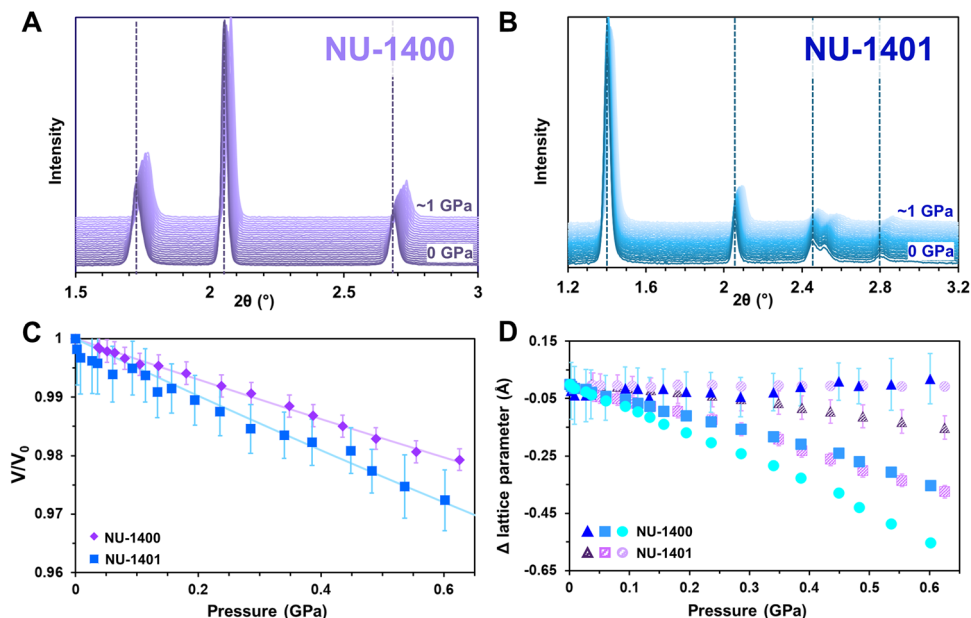 A
NU-1400
Intensity
~1 GPa
0 GPa
1.5 2 2.5 3
2θ (°)
B
NU-1401
Intensity
~1 GPa
0 GPa
1.2 1.6 2 2.4 2.8 3.2
2θ (°)
C
V/V0
1
0.99
0.98
0.97
0.96
NU-1400
NU-1401
0 0.2 0.4 0.6
Pressure (GPa)
D
Δ lattice parameter (A)
0.15
-0.05
-0.25
-0.45
-0.65
NU-1400
NU-1401
0 0.1 0.2 0.3 0.4 0.5 0.6
Pressure (GPa)